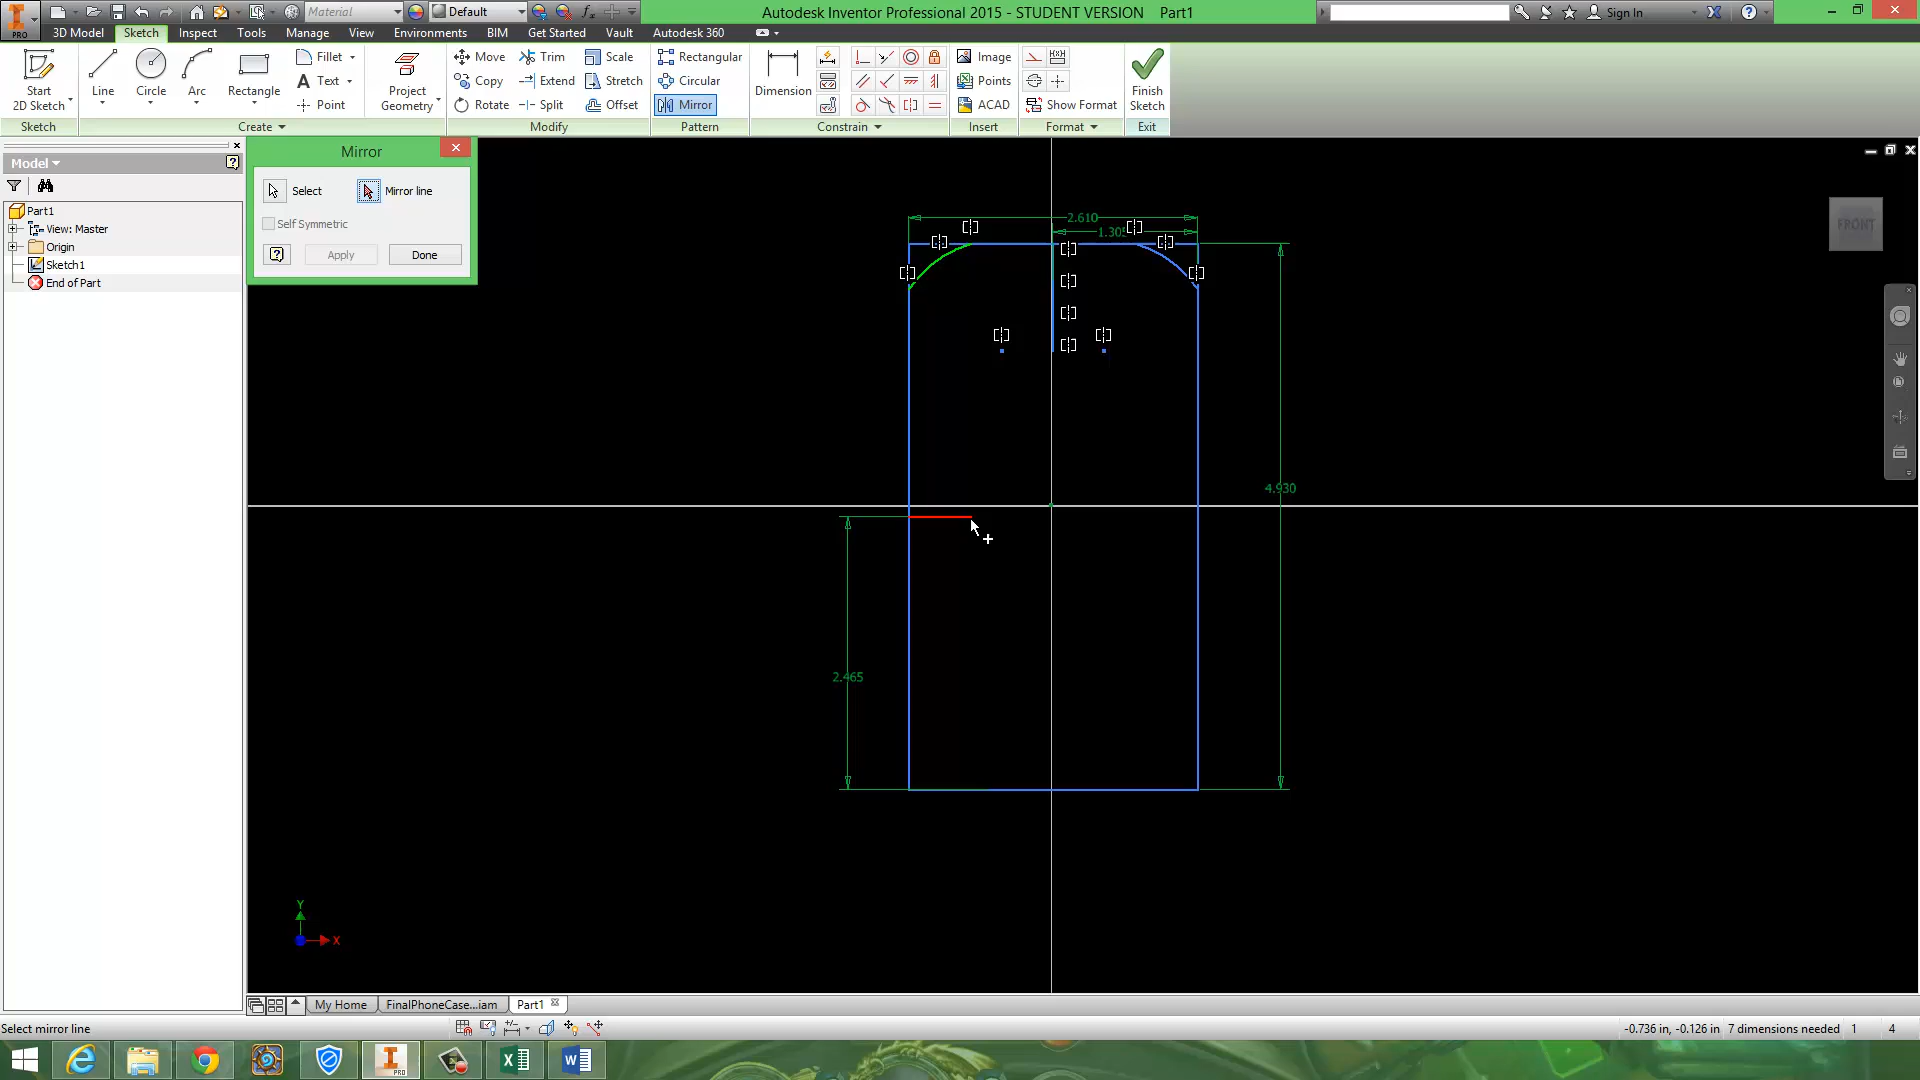 Material
Default
Autodesk Inventor Professional 2015 - STUDENT VERSION Part1
Sign In
PRO
3D Model
Sketch
Inspect
Tools
Manage
View
Environments
BIM
Get Started
Vault
Autodesk 360
Start
2D Sketch
Line
Circle
Arc
Rectangle
Fillet
Text
Point
Project
Geometry
Move
Copy
Rotate
Trim
Extend
Split
Scale
Stretch
Offset
Rectangular
Circular
Mirror
Dimension
Image
Points
ACAD
Show Format
Finish
Sketch
Sketch
Create
Modify
Pattern
Constrain
Insert
Format
Exit
Model
Part1
View: Master
Origin
Sketch1
End of Part
Mirror
Select
Mirror line
Self Symmetric
Apply
Done
FRONT
2.610
1.305
4.930
2.465
Y
X
My Home
FinalPhoneCase...iam
Part1
Select mirror line
-0.736 in, -0.126 in
7 dimensions needed
1
4
PRO